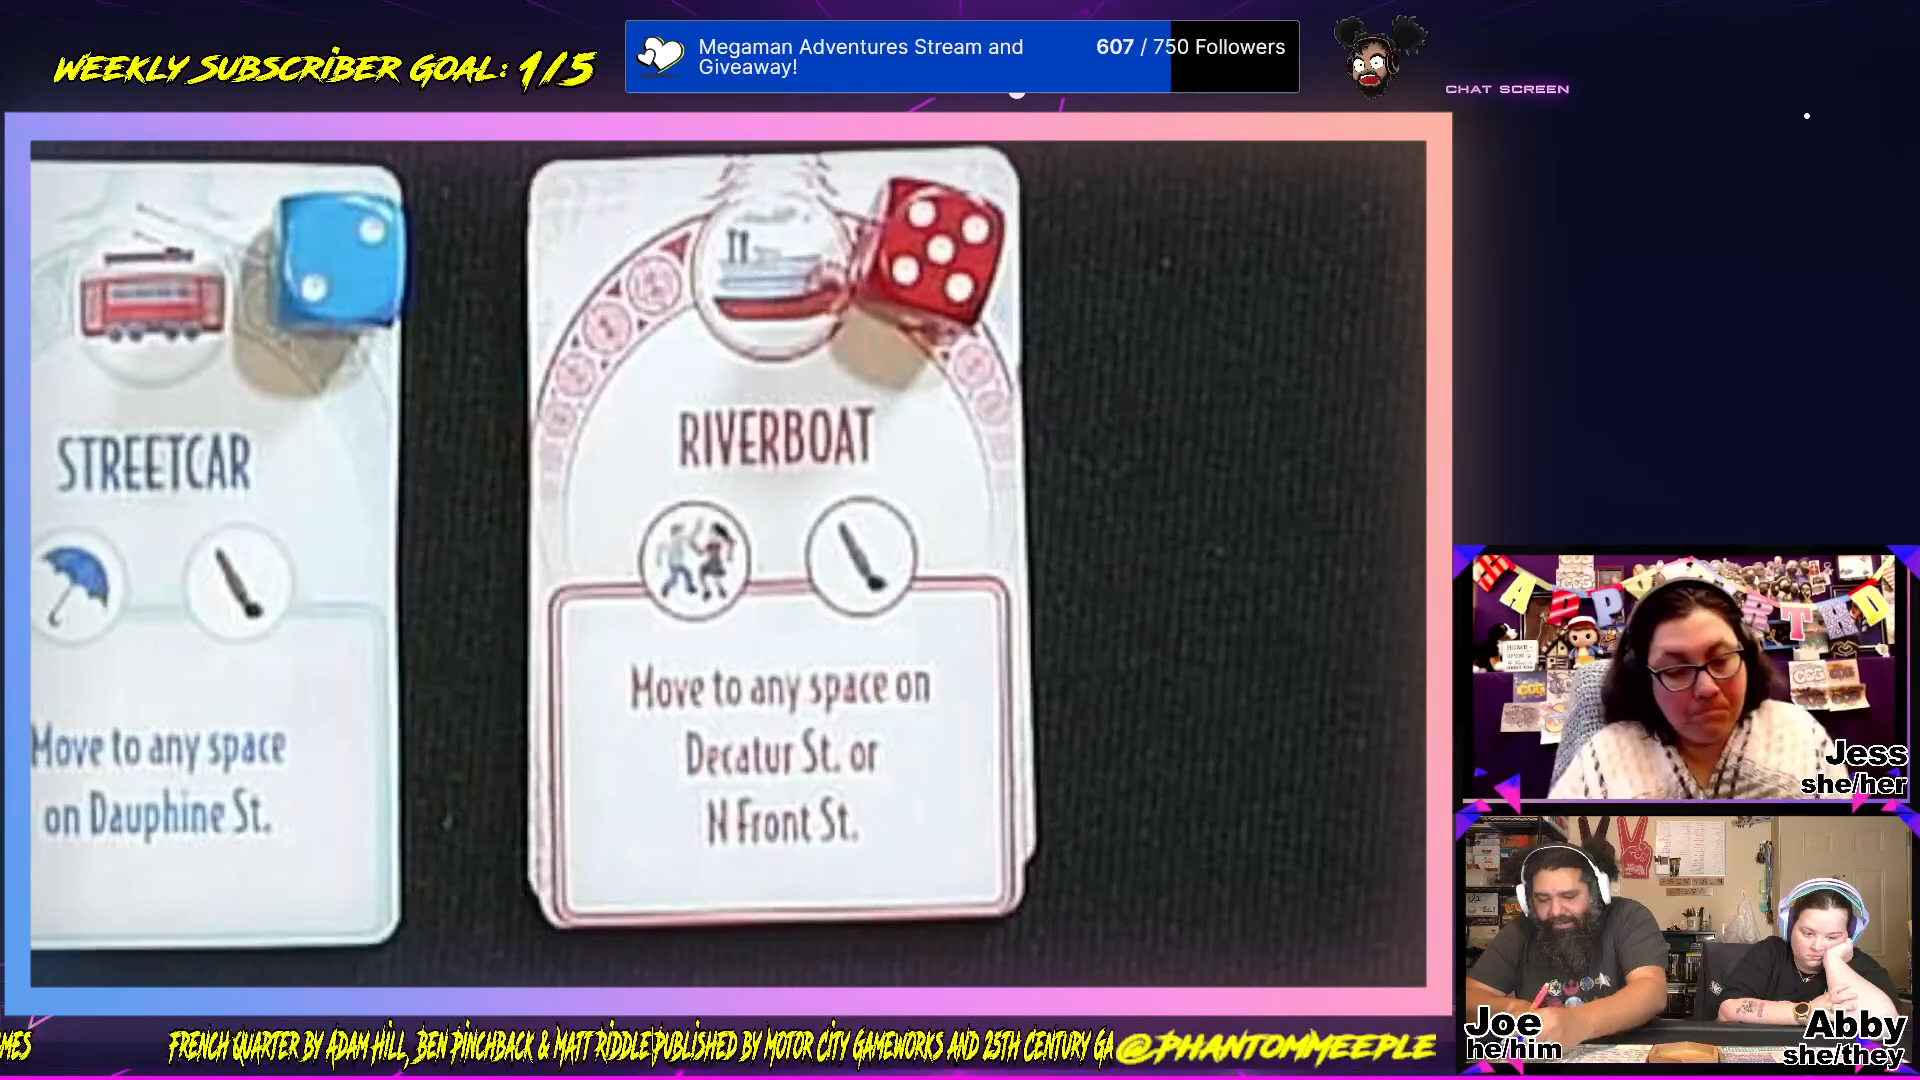 WEEKLY SUBSCRIBER GOAL: 1/5
Megaman Adventures Stream and
Giveaway!
607 / 750 Followers
CHAT SCREEN
STREETCAR
Move to any space
on Dauphine St.
RIVERBOAT
Move to any space on
Decatur St. or
N Front St.
Jess
she/her
Joe
he/him
Abby
she/they
MES
FRENCH QUARTER BY ADAM HILL, BEN PINCHBACK & MATT RIDDLE PUBLISHED BY MOTOR CITY GAMEWORKS AND 25TH CENTURY GA
@PHANTOMMEEPLE